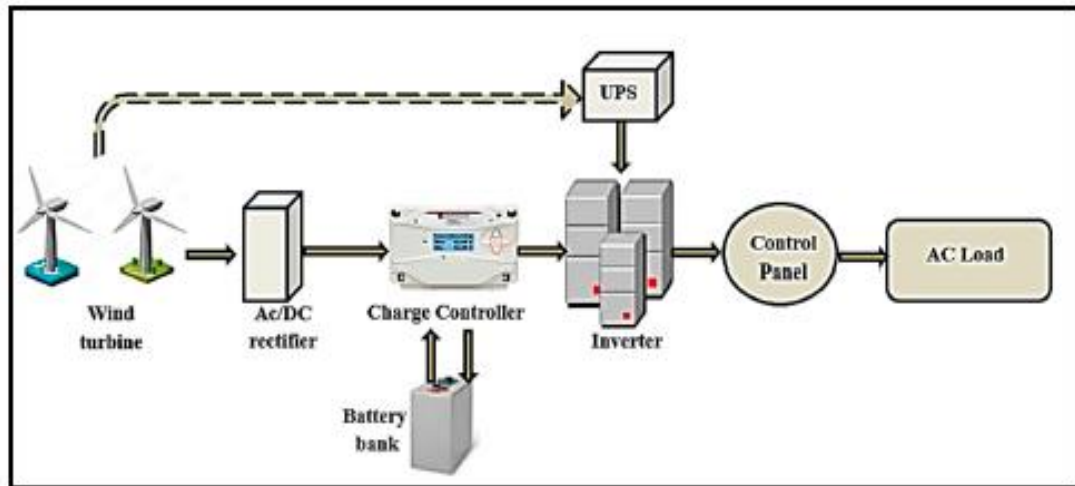 UPS
Control
Panel
AC Load
Wind
turbine
Ac/DC
rectifier
Charge Controller
Inverter
Battery
bank